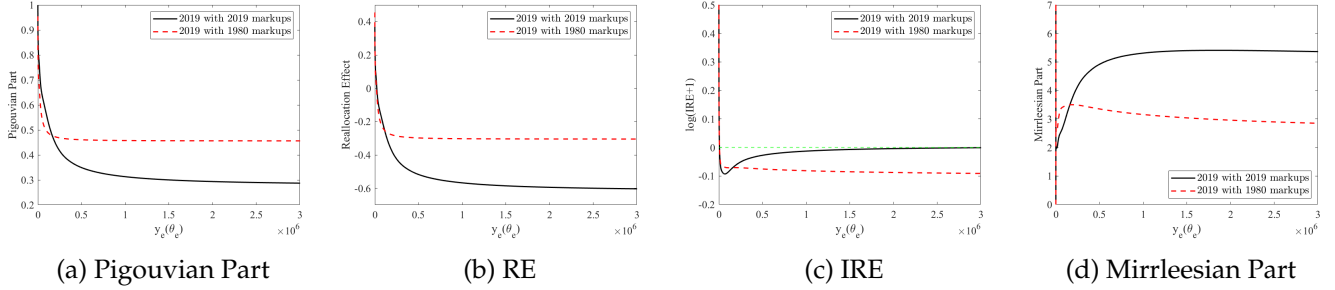 Pigouvian Part
1
0.9
0.8
0.7
0.6
0.5
0.4
0.3
0.2
2019 with 2019 markups
2019 with 1980 markups
0 0.5 1 1.5 2 2.5 3
y_e(θ_e) ×10^6
(a) Pigouvian Part
Reallocation Effect
0.4
0.2
0
-0.2
-0.4
-0.6
2019 with 2019 markups
2019 with 1980 markups
0 0.5 1 1.5 2 2.5 3
y_e(θ_e) ×10^6
(b) RE
log(IRE+1)
0.5
0.4
0.3
0.2
0.1
0
-0.1
-0.2
2019 with 2019 markups
2019 with 1980 markups
0 0.5 1 1.5 2 2.5 3
y_e(θ_e) ×10^6
(c) IRE
Mirrleesian Part
7
6
5
4
3
2
1
0
2019 with 2019 markups
2019 with 1980 markups
0 0.5 1 1.5 2 2.5 3
y_e(θ_e) ×10^6
(d) Mirrleesian Part